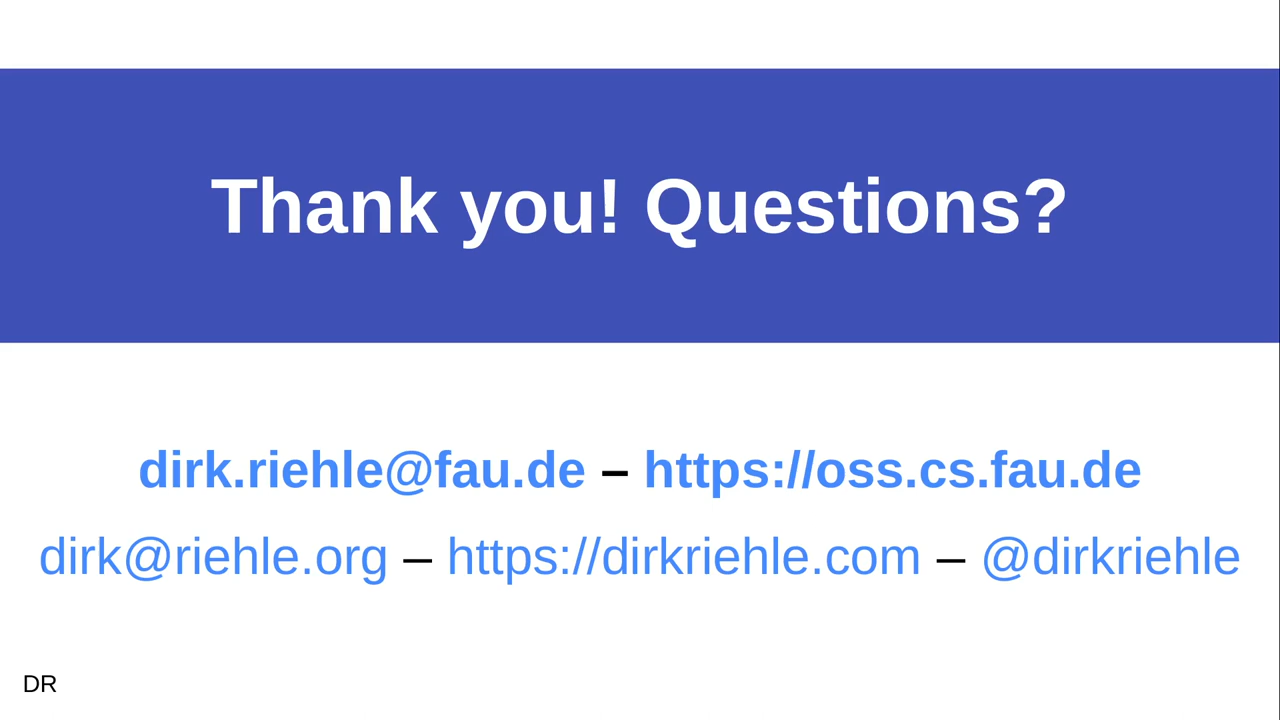 Thank you! Questions?
dirk.riehle@fau.de – https://oss.cs.fau.de
dirk@riehle.org – https://dirkriehle.com – @dirkriehle
DR